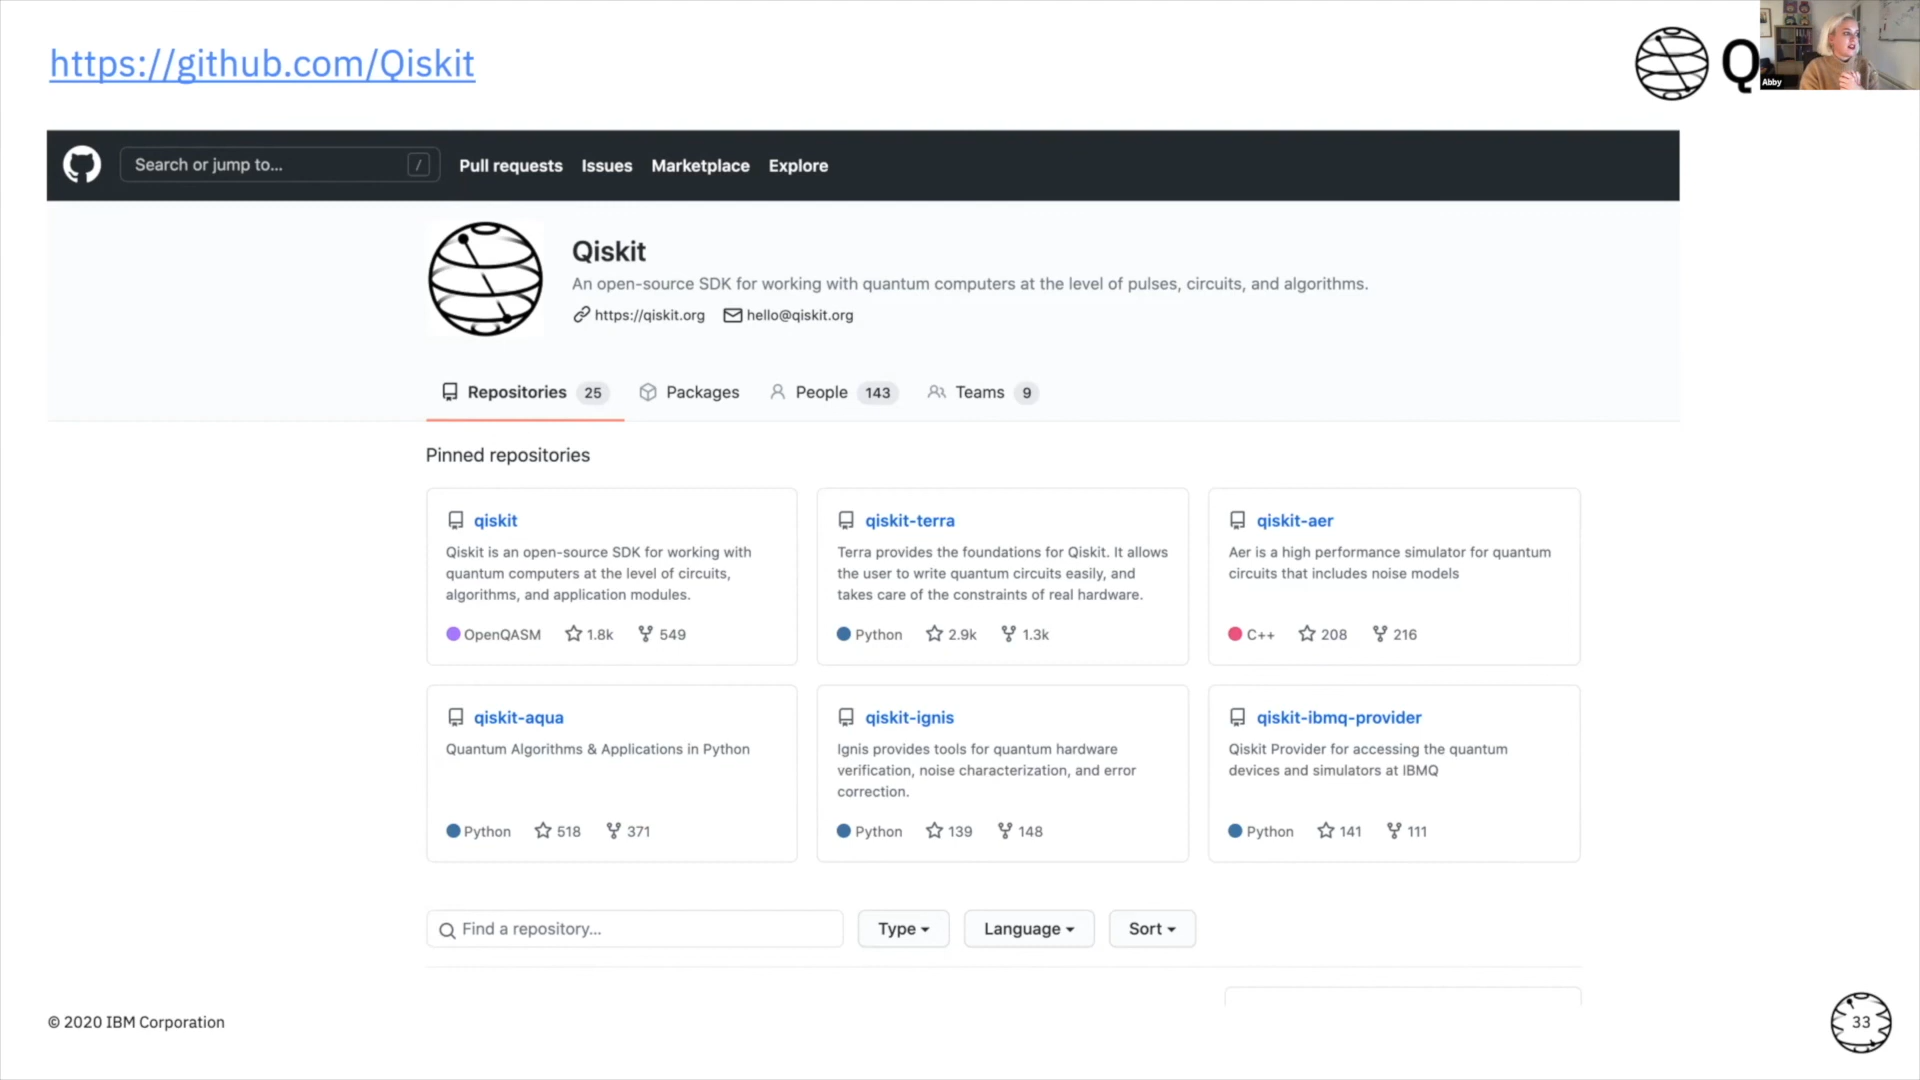 https://github.com/Qiskit
Q
Abby
Search or jump to... /
Pull requests Issues Marketplace Explore
Qiskit
An open-source SDK for working with quantum computers at the level of pulses, circuits, and algorithms.
https://qiskit.org hello@qiskit.org
Repositories 25 Packages People 143 Teams 9
Pinned repositories
qiskit
Qiskit is an open-source SDK for working with
quantum computers at the level of circuits,
algorithms, and application modules.
OpenQASM 1.8k 549
qiskit-terra
Terra provides the foundations for Qiskit. It allows
the user to write quantum circuits easily, and
takes care of the constraints of real hardware.
Python 2.9k 1.3k
qiskit-aer
Aer is a high performance simulator for quantum
circuits that includes noise models
C++ 208 216
qiskit-aqua
Quantum Algorithms & Applications in Python
Python 518 371
qiskit-ignis
Ignis provides tools for quantum hardware
verification, noise characterization, and error
correction.
Python 139 148
qiskit-ibmq-provider
Qiskit Provider for accessing the quantum
devices and simulators at IBMQ
Python 141 111
Find a repository... Type Language Sort
© 2020 IBM Corporation
33